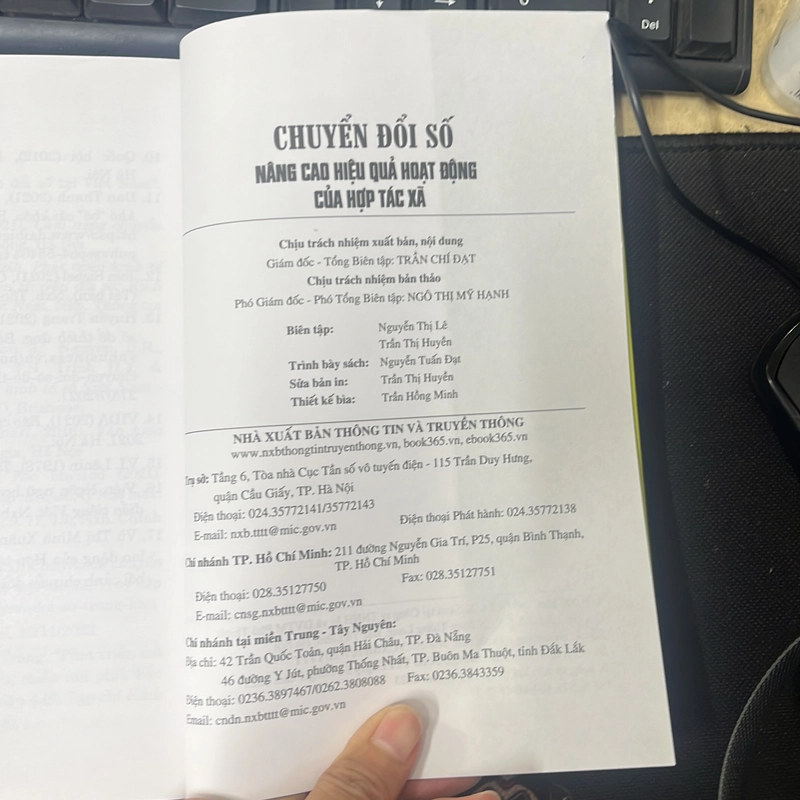 CHUYỂN ĐỔI SỐ
NÂNG CAO HIỆU QUẢ HOẠT ĐỘNG
CỦA HỢP TÁC XÃ
Chịu trách nhiệm xuất bản, nội dung
Giám đốc - Tổng Biên tập: TRẦN CHÍ ĐẠT
Chịu trách nhiệm bản thảo
Phó Giám đốc - Phó Tổng Biên tập: NGÔ THỊ MỸ HẠNH
Biên tập: Nguyễn Thị Lê
Trần Thị Huyền
Trình bày sách: Nguyễn Tuấn Đạt
Sửa bản in: Trần Thị Huyền
Thiết kế bìa: Trần Hồng Minh
NHÀ XUẤT BẢN THÔNG TIN VÀ TRUYỀN THÔNG
www.nxbthongtintruyenthong.vn, book365.vn, ebook365.vn
Trụ sở: Tầng 6, Tòa nhà Cục Tần số vô tuyến điện - 115 Trần Duy Hưng,
quận Cầu Giấy, TP. Hà Nội
Điện thoại: 024.35772141/35772143
Điện thoại Phát hành: 024.35772138
E-mail: nxb.tttt@mic.gov.vn
Chi nhánh TP. Hồ Chí Minh: 211 đường Nguyễn Gia Trí, P25, quận Bình Thạnh,
TP. Hồ Chí Minh
Điện thoại: 028.35127750 Fax: 028.35127751
E-mail: cnsg.nxbtttt@mic.gov.vn
Chi nhánh tại miền Trung - Tây Nguyên:
Địa chỉ: 42 Trần Quốc Toản, quận Hải Châu, TP. Đà Nẵng
46 đường Y Jút, phường Thống Nhất, TP. Buôn Ma Thuột, tỉnh Đắk Lắk
Điện thoại: 0236.3897467/0262.3808088 Fax: 0236.3843359
Email: cndn.nxbtttt@mic.gov.vn
Del